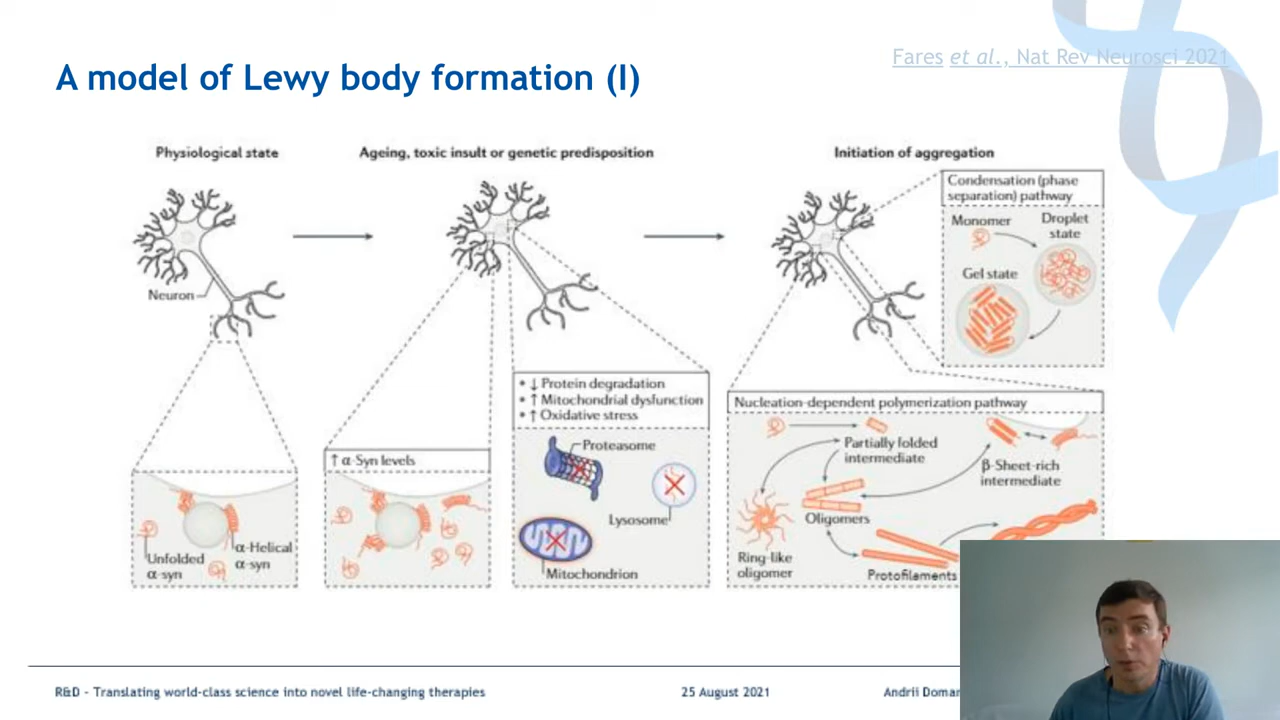 Fares et al., Nat Rev Neurosci 2021
A model of Lewy body formation (I)
Physiological state
Ageing, toxic insult or genetic predisposition
Initiation of aggregation
Neuron
Unfolded
α-syn
α-Helical
α-syn
↑ α-Syn levels
• ↓ Protein degradation
• ↑ Mitochondrial dysfunction
• ↑ Oxidative stress
Proteasome
Lysosome
Mitochondrion
Condensation (phase
separation) pathway
Monomer
Droplet
state
Gel state
Nucleation-dependent polymerization pathway
Partially folded
intermediate
β-Sheet-rich
intermediate
Oligomers
Ring-like
oligomer
Protofilaments
R&D - Translating world-class science into novel life-changing therapies
25 August 2021
Andrii